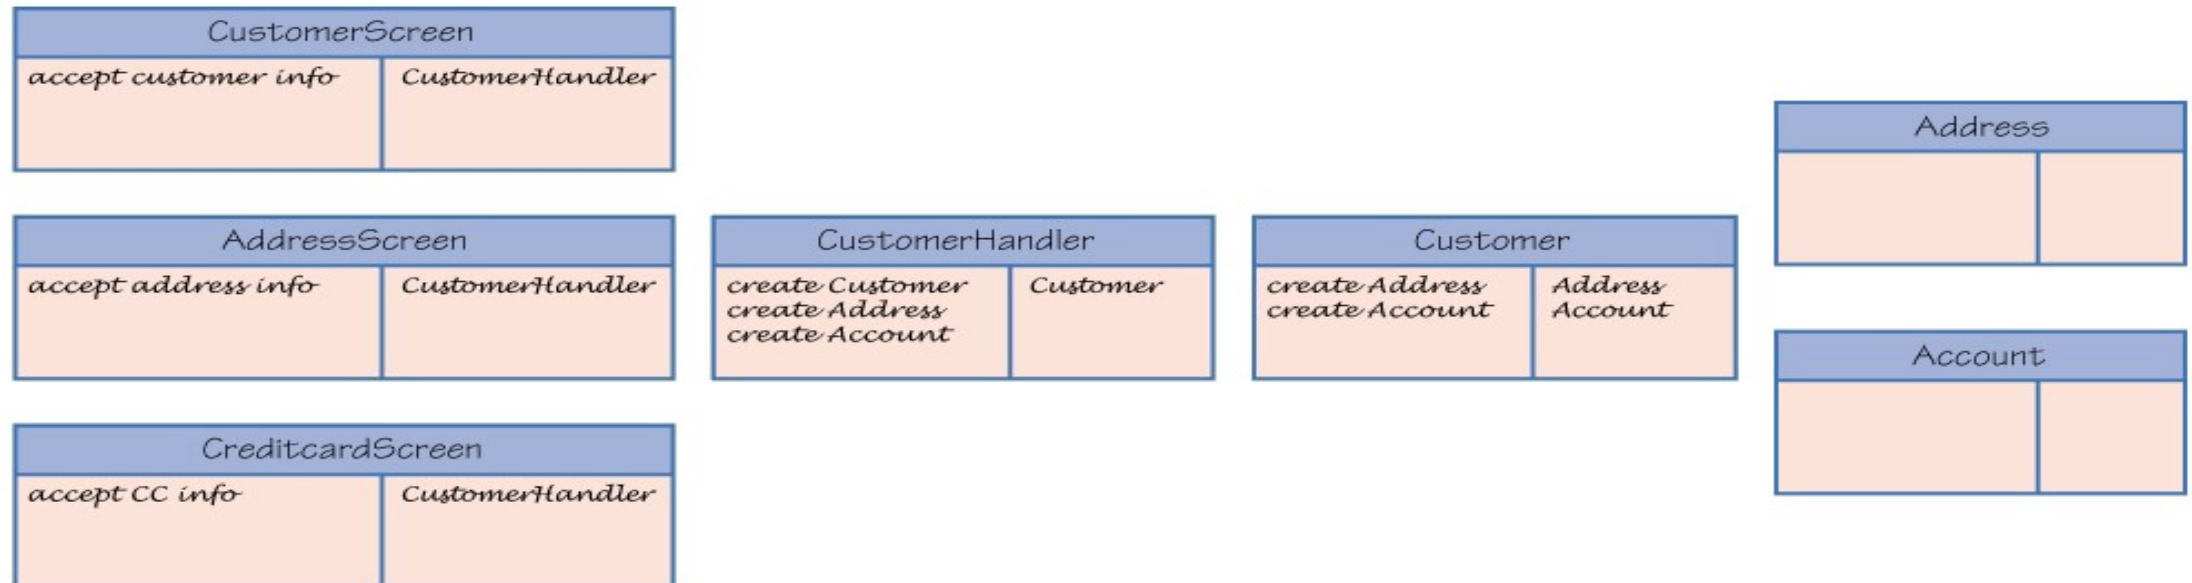 CustomerScreen
accept customer info
CustomerHandler
AddressScreen
accept address info
CustomerHandler
CreditcardScreen
accept CC info
CustomerHandler
CustomerHandler
create Customer
create Address
create Account
Customer
Customer
create Address
create Account
Address
Account
Address
Account